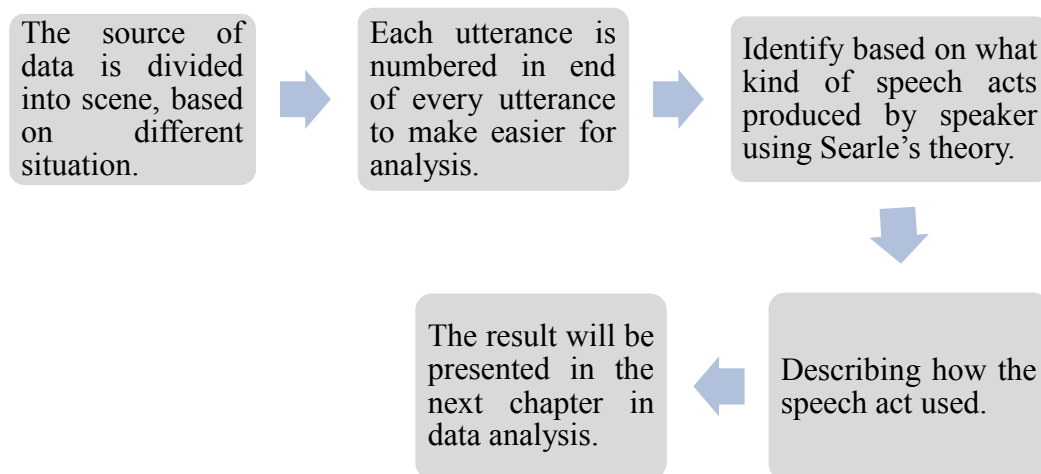 The source of
data is divided
into scene, based
on different
situation.
Each utterance is
numbered in end
of every utterance
to make easier for
analysis.
Identify based on what
kind of speech acts
produced by speaker
using Searle’s theory.
Describing how the
speech act used.
The result will be
presented in the
next chapter in
data analysis.